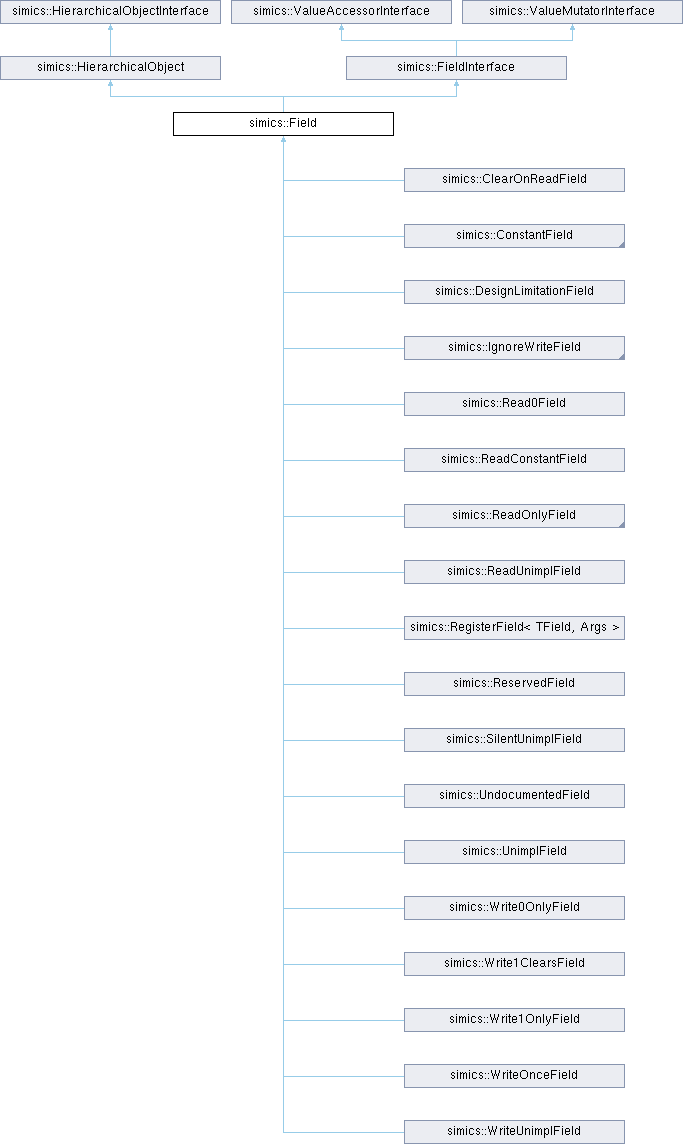 simics::HierarchicalObjectInterface
simics::ValueAccessorInterface
simics::ValueMutatorInterface
simics::HierarchicalObject
simics::FieldInterface
simics::Field
simics::ClearOnReadField
simics::ConstantField
simics::DesignLimitationField
simics::IgnoreWriteField
simics::Read0Field
simics::ReadConstantField
simics::ReadOnlyField
simics::ReadUnimplField
simics::RegisterField< TField, Args >
simics::ReservedField
simics::SilentUnimplField
simics::UndocumentedField
simics::UnimplField
simics::Write0OnlyField
simics::Write1ClearsField
simics::Write1OnlyField
simics::WriteOnceField
simics::WriteUnimplField